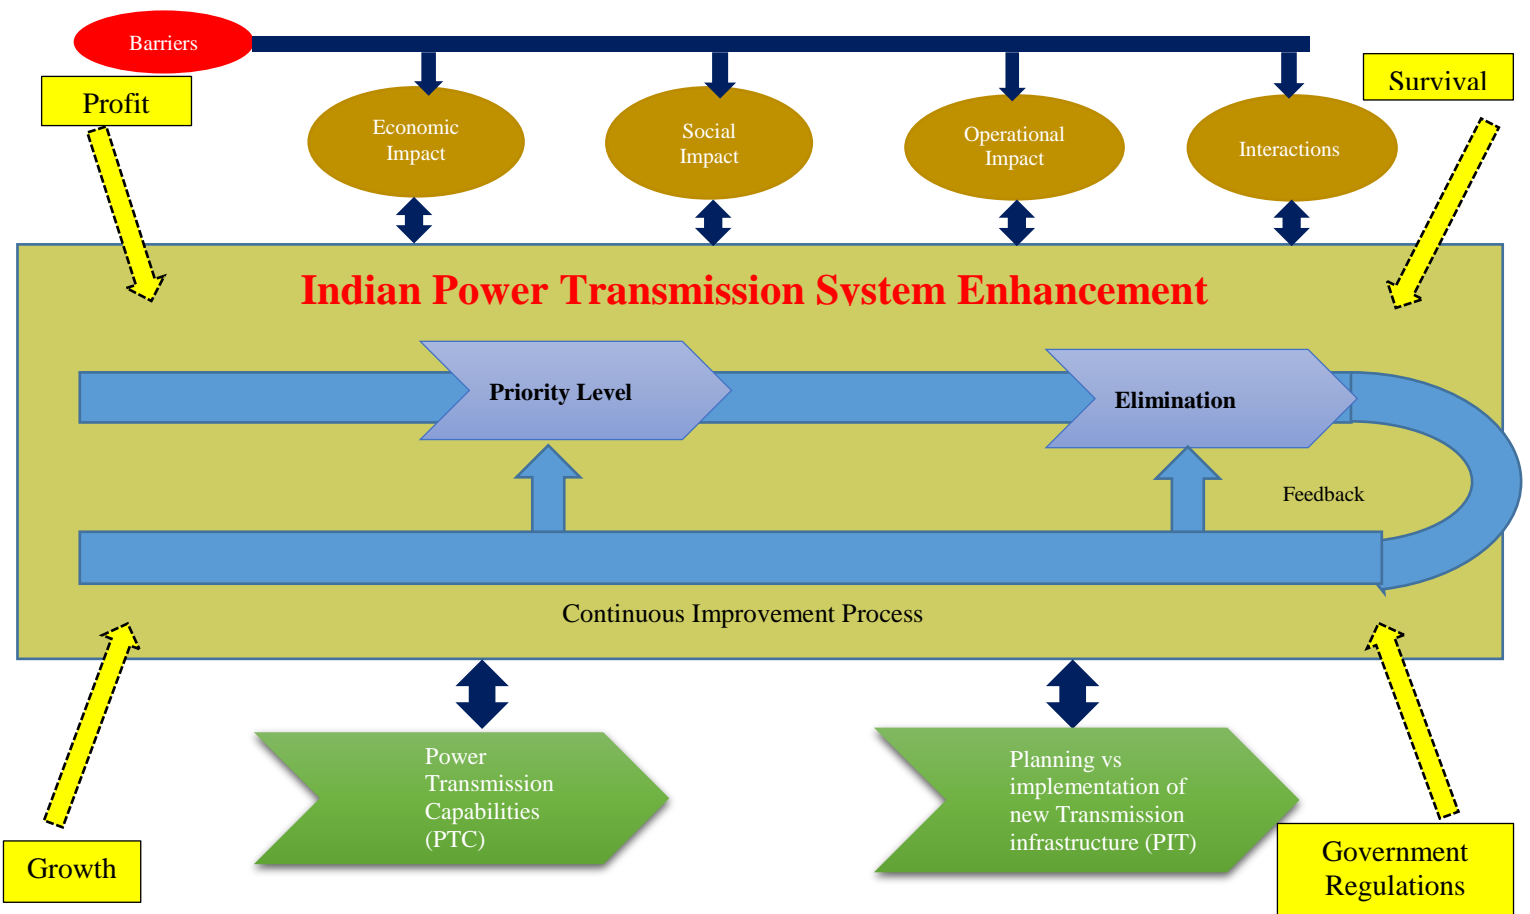 Barriers
Profit
Survival
Economic
Impact
Social
Impact
Operational
Impact
Interactions
Indian Power Transmission System Enhancement
Priority Level
Elimination
Feedback
Continuous Improvement Process
Power
Transmission
Capabilities
(PTC)
Planning vs
implementation of
new Transmission
infrastructure (PIT)
Growth
Government
Regulations